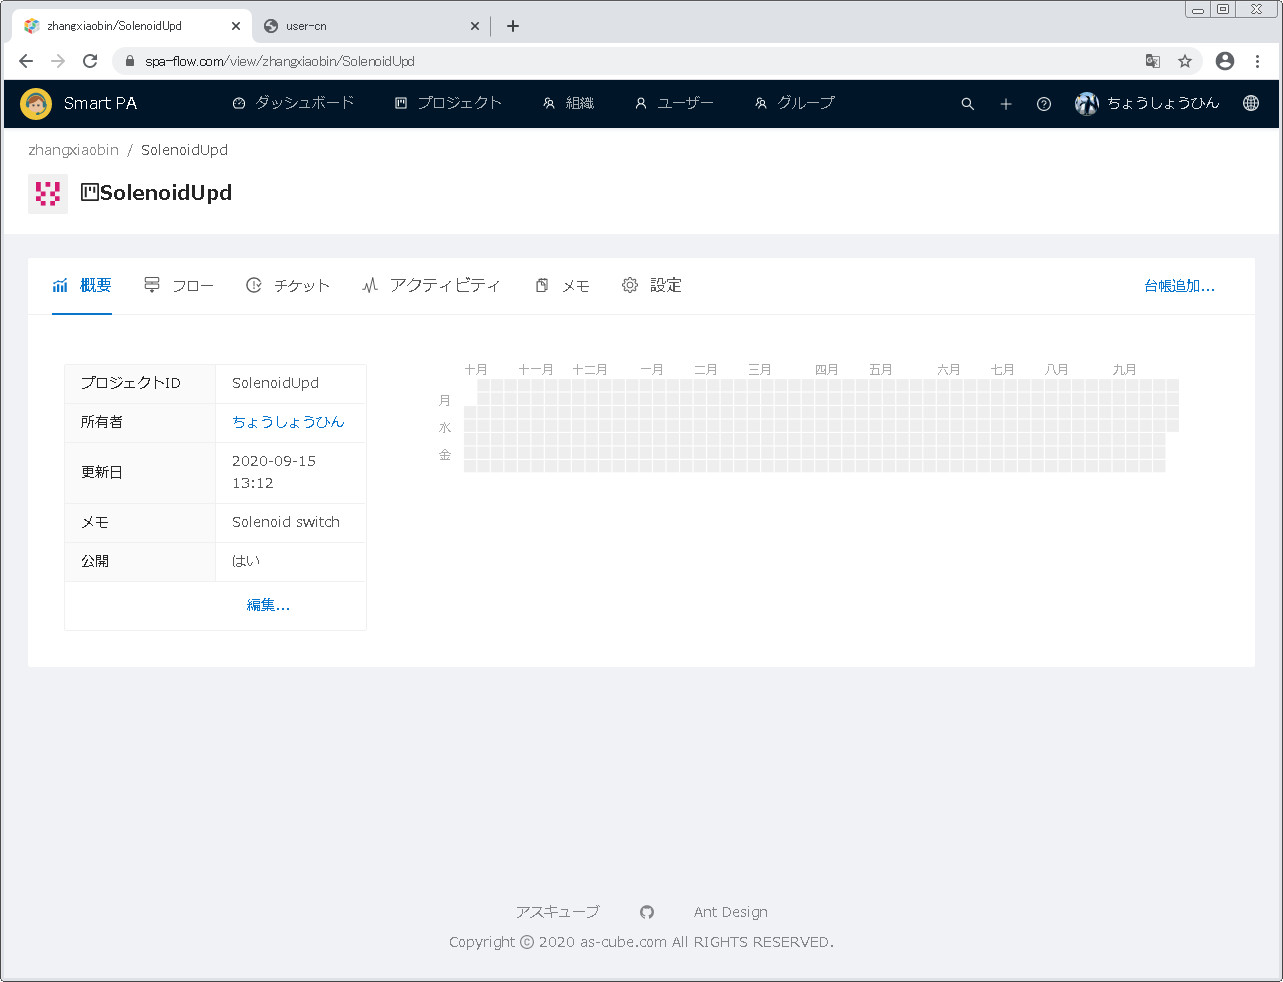 zhangxiaobin/SolenoidUpd
user-cn
spa-flow.com/view/zhangxiaobin/SolenoidUpd
Smart PA ダッシュボード プロジェクト 組織 ユーザー グループ ちょうしょうひん
zhangxiaobin / SolenoidUpd
SolenoidUpd
概要 フロー チケット アクティビティ メモ 設定 台帳追加...
プロジェクトID SolenoidUpd
所有者 ちょうしょうひん
更新日 2020-09-15
13:12
メモ Solenoid switch
公開 はい
編集...
十月 十一月 十二月 一月 二月 三月 四月 五月 六月 七月 八月 九月
月
水
金
アスキューブ Ant Design
Copyright © 2020 as-cube.com All RIGHTS RESERVED.